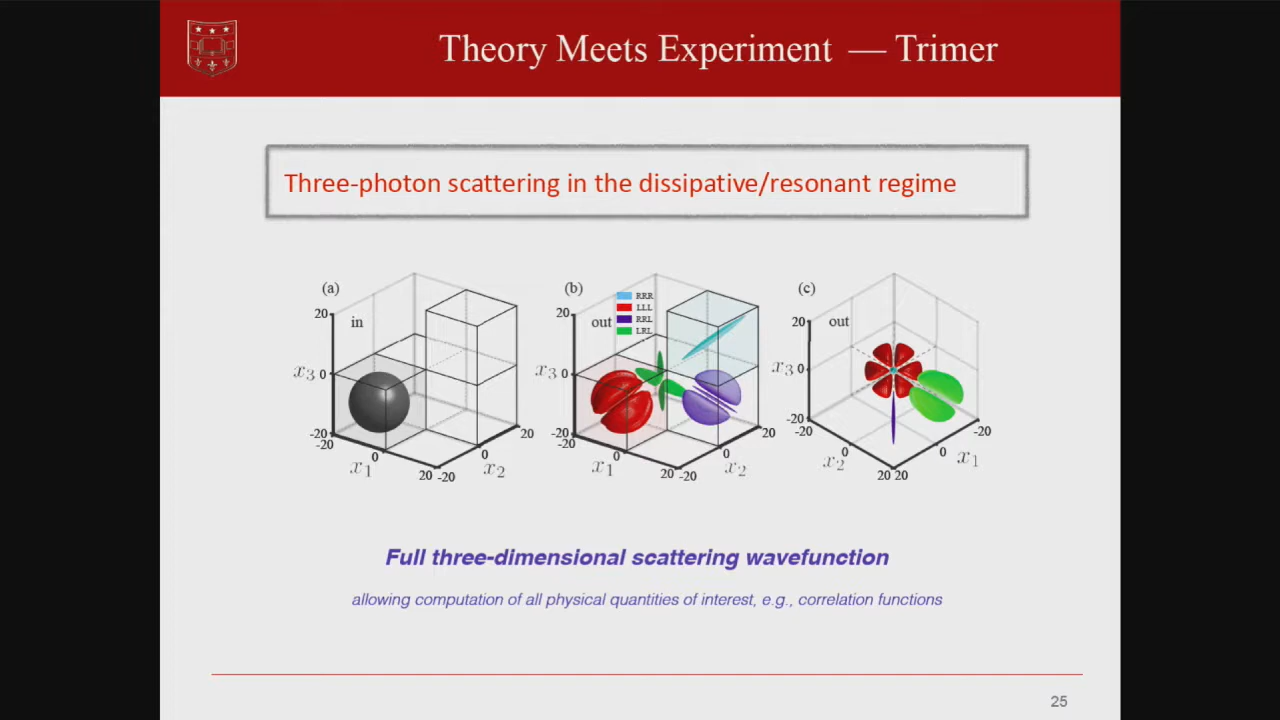 Theory Meets Experiment — Trimer
Three-photon scattering in the dissipative/resonant regime
(a)
in
20
x3 0
-20
-20
0
x1
20 -20
0
x2
20
(b)
out
RRR
LLL
RRL
LRL
20
x3 0
-20
-20
0
x1
20 -20
0
x2
20
(c)
out
20
x3 0
-20
-20
0
x2
20 20
0
x1
-20
Full three-dimensional scattering wavefunction
allowing computation of all physical quantities of interest, e.g., correlation functions
25